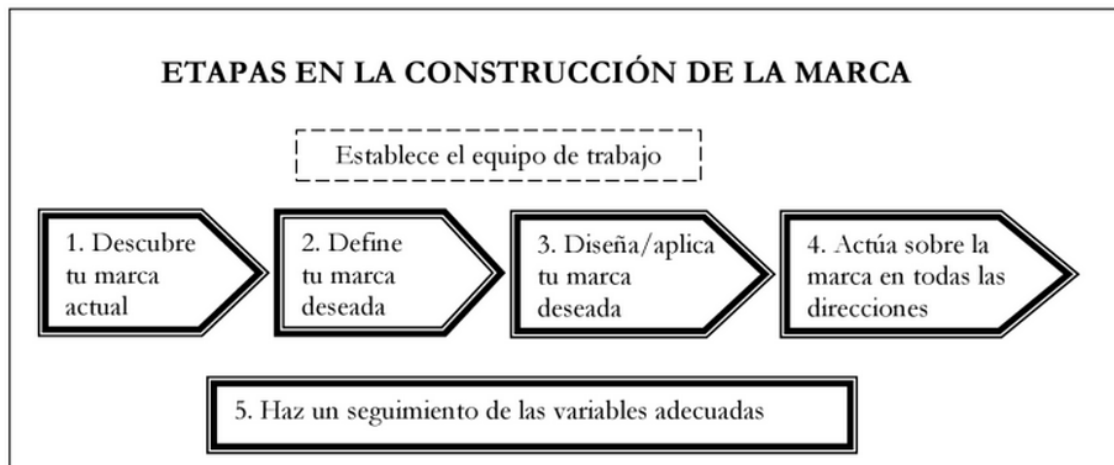 ETAPAS EN LA CONSTRUCCIÓN DE LA MARCA
Establece el equipo de trabajo
1. Descubre
tu marca
actual
2. Define
tu marca
deseada
3. Diseña/aplica
tu marca
deseada
4. Actúa sobre la
marca en todas las
direcciones
5. Haz un seguimiento de las variables adecuadas